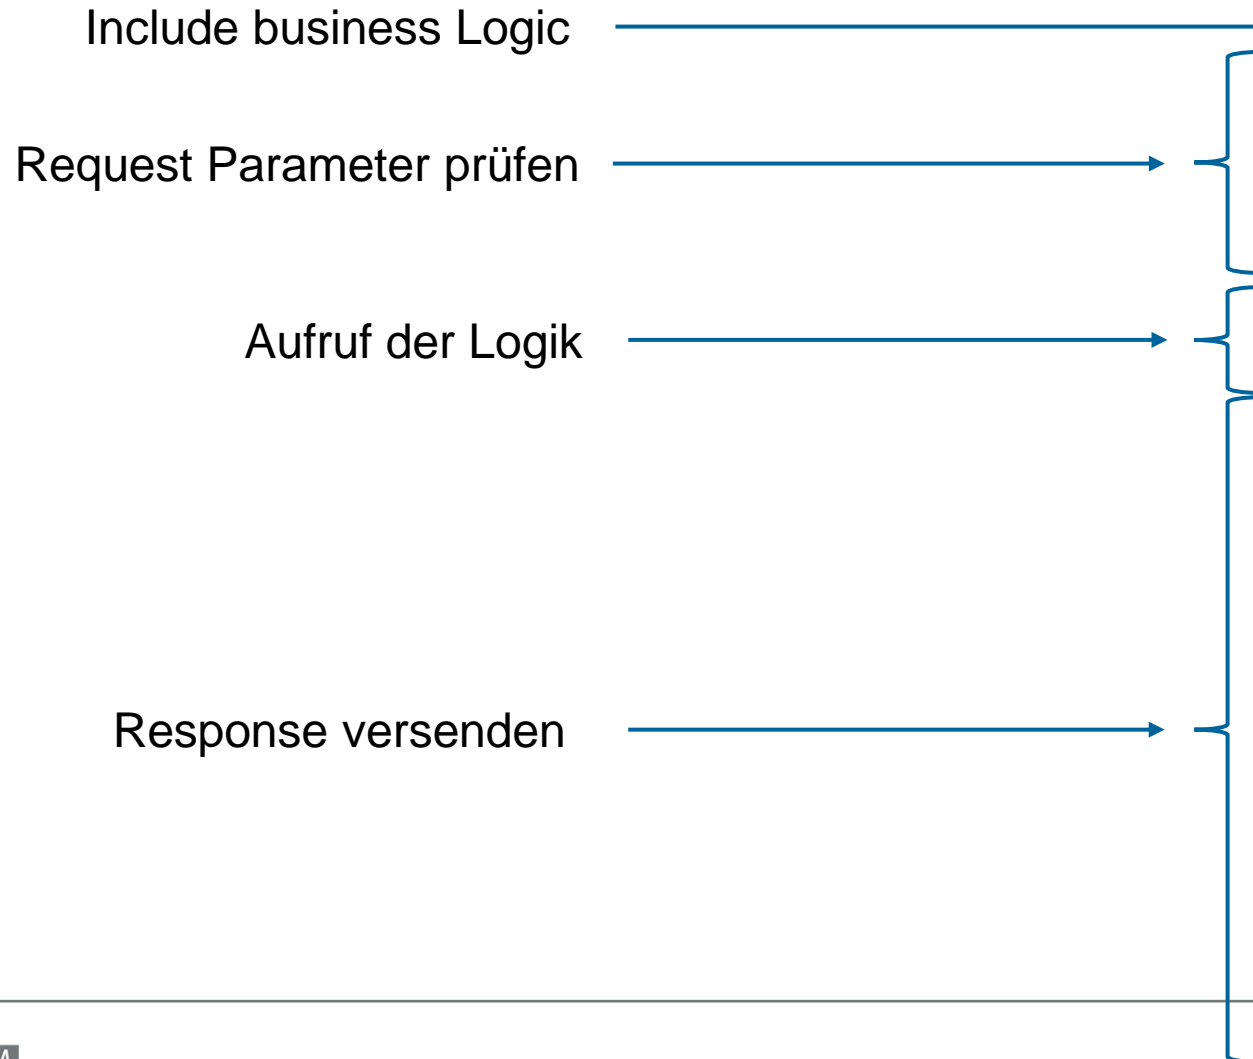 Include business Logic
Request Parameter prüfen
Aufruf der Logik
Response versenden